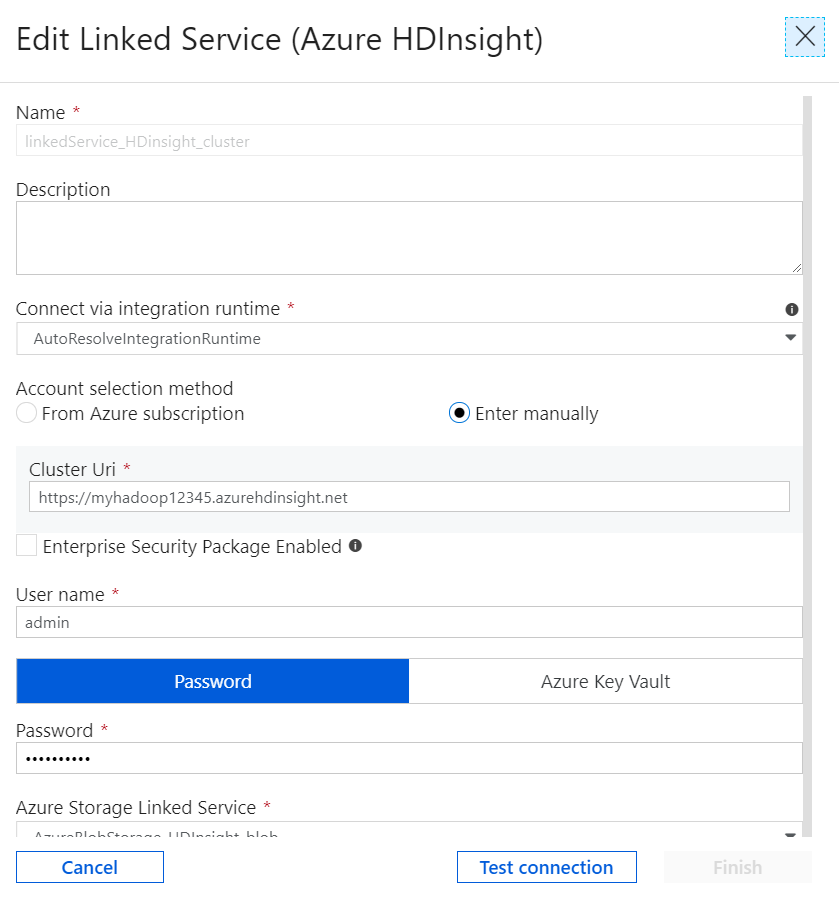 Edit Linked Service (Azure HDInsight)
Name *
linkedService_HDinsight_cluster
Description
Connect via integration runtime *
AutoResolveIntegrationRuntime
Account selection method
From Azure subscription
Enter manually
Cluster Uri *
https://myhadoop12345.azurehdinsight.net
Enterprise Security Package Enabled
User name *
admin
Password
Azure Key Vault
Password *
••••••••••
Azure Storage Linked Service *
AzureBlobStorage_HDInsight_blob
Cancel
Test connection
Finish